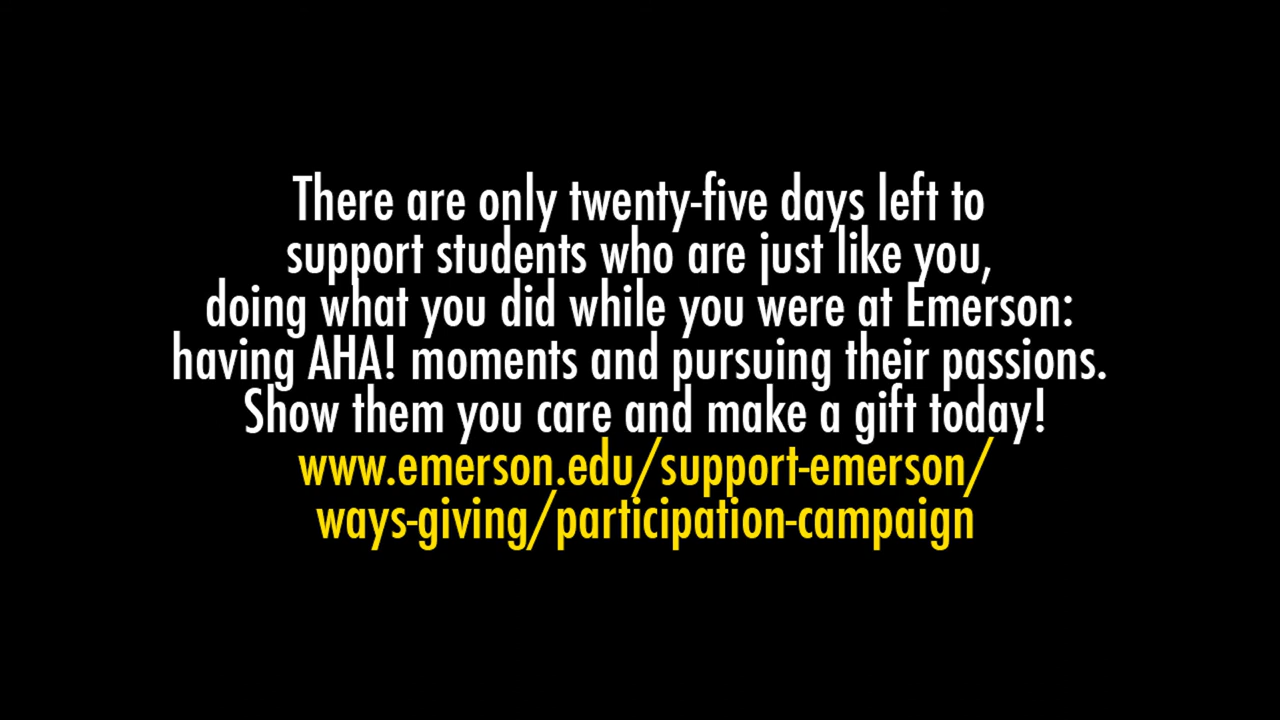 There are only twenty-five days left to
support students who are just like you,
doing what you did while you were at Emerson:
having AHA! moments and pursuing their passions.
Show them you care and make a gift today!
www.emerson.edu/support-emerson/
ways-giving/participation-campaign